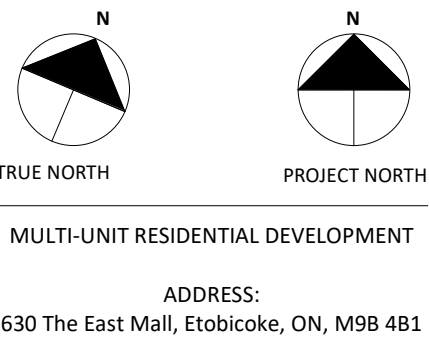 N
N
TRUE NORTH
PROJECT NORTH
MULTI-UNIT RESIDENTIAL DEVELOPMENT
ADDRESS:
630 The East Mall, Etobicoke, ON, M9B 4B1